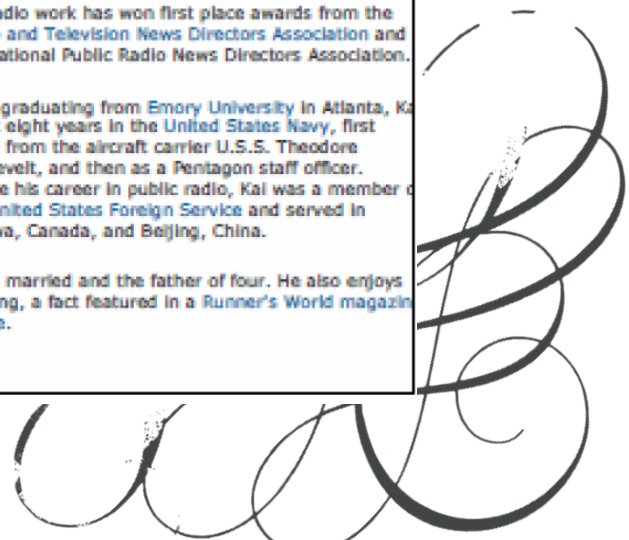 adio work has won first place awards from the
and Television News Directors Association and
ational Public Radio News Directors Association.
graduating from Emory University in Atlanta, Ka
eight years in the United States Navy, first
from the aircraft carrier U.S.S. Theodore
evelt, and then as a Pentagon staff officer.
e his career in public radio, Kai was a member o
nited States Foreign Service and served in
wa, Canada, and Beijing, China.
married and the father of four. He also enjoys
ng, a fact featured in a Runner's World magazin
e.